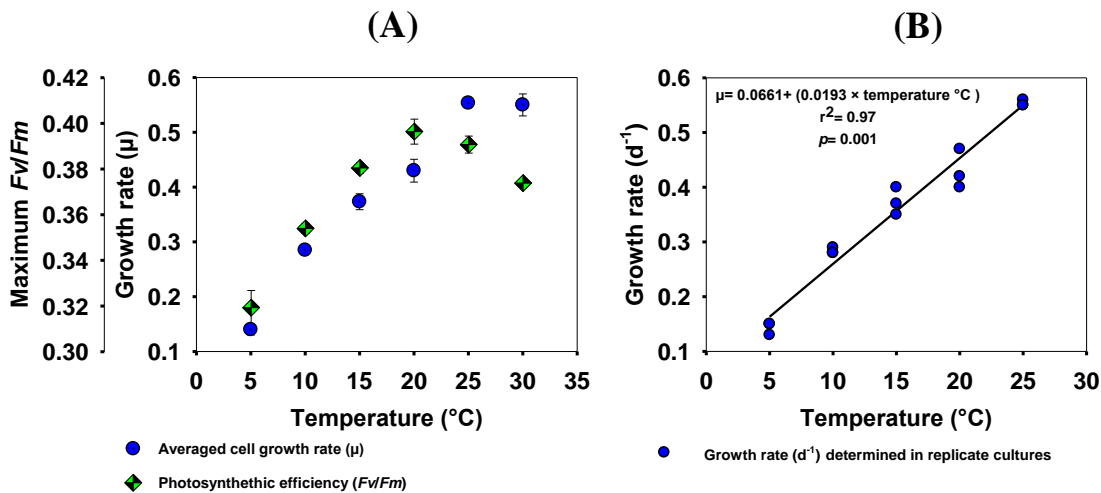 (A)
(B)
Maximum Fv/Fm
0.42
0.40
0.38
0.36
0.34
0.32
0.30
Growth rate (µ)
0.6
0.5
0.4
0.3
0.2
0.1
0 5 10 15 20 25 30 35
Temperature (°C)
Averaged cell growth rate (µ)
Photosynthethic efficiency (Fv/Fm)
Growth rate (d⁻¹)
0.6
0.5
0.4
0.3
0.2
0.1
µ= 0.0661+ (0.0193 × temperature °C )
r²= 0.97
p= 0.001
0 5 10 15 20 25 30
Temperature (°C)
Growth rate (d⁻¹) determined in replicate cultures